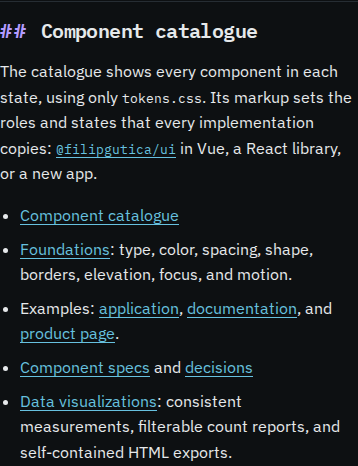 ## Component catalogue
The catalogue shows every component in each
state, using only tokens.css. Its markup sets the
roles and states that every implementation
copies: @filipgutica/ui in Vue, a React library,
or a new app.
• Component catalogue
• Foundations: type, color, spacing, shape,
borders, elevation, focus, and motion.
• Examples: application, documentation, and
product page.
• Component specs and decisions
• Data visualizations: consistent
measurements, filterable count reports, and
self-contained HTML exports.